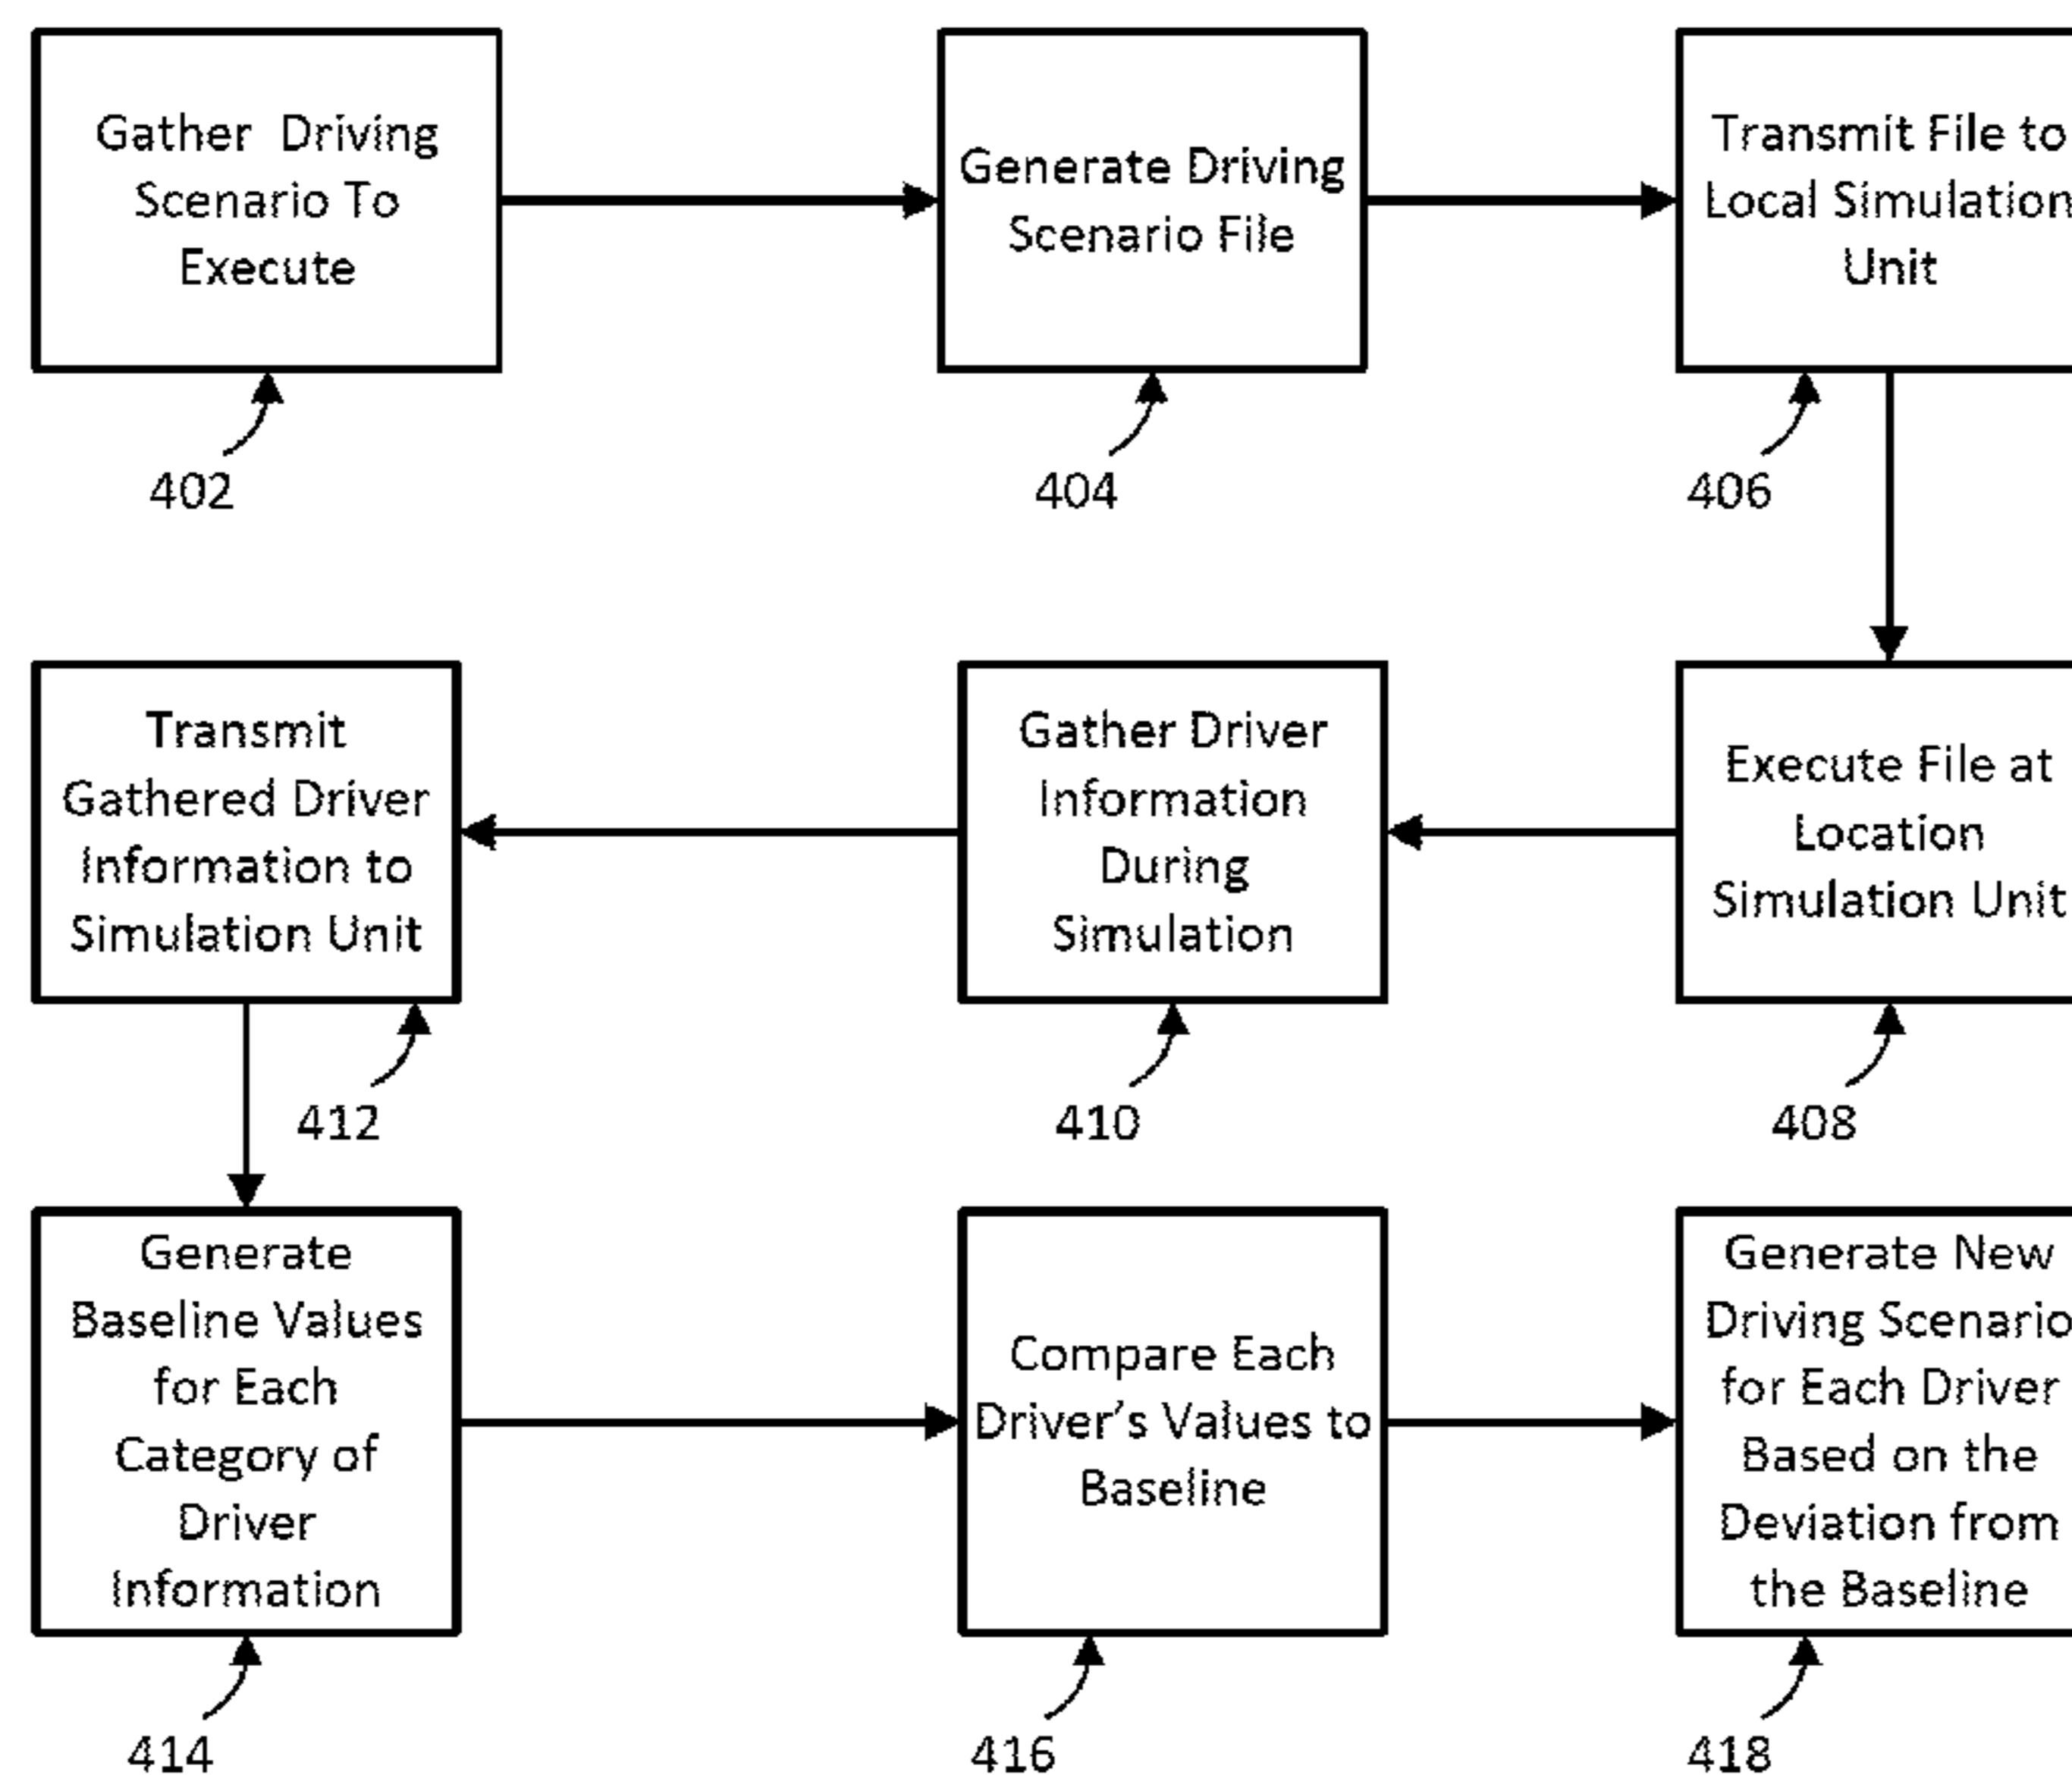 Gather Driving
Scenario To
Execute
Generate Driving
Scenario File
Transmit File to
Local Simulation
Unit
402
404
406
Transmit
Gathered Driver
Information to
Simulation Unit
Gather Driver
Information
During
Simulation
Execute File at
Location
Simulation Unit
412
410
408
Generate
Baseline Values
for Each
Category of
Driver
Information
Compare Each
Driver's Values to
Baseline
Generate New
Driving Scenario
for Each Driver
Based on the
Deviation from
the Baseline
414
416
418